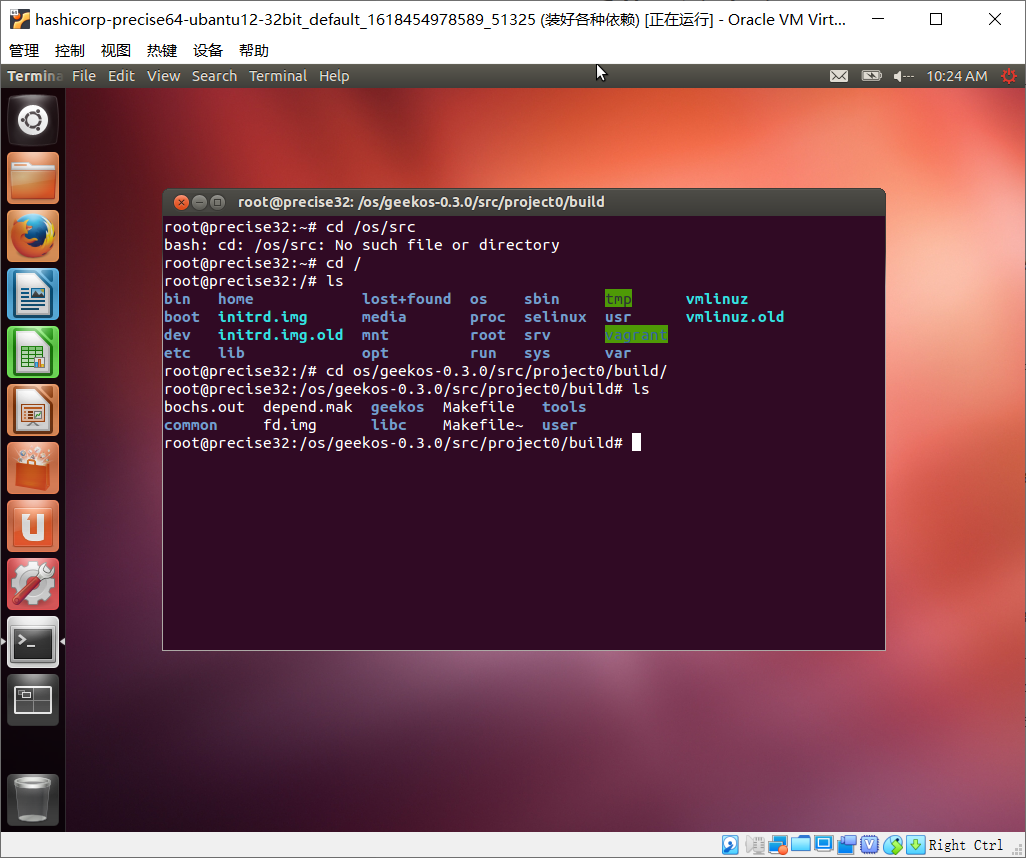 hashicorp-precise64-ubantu12-32bit_default_1618454978589_51325 (装好各种依赖) [正在运行] - Oracle VM Virt...
管理 控制 视图 热键 设备 帮助
Termina File Edit View Search Terminal Help 10:24 AM
root@precise32: /os/geekos-0.3.0/src/project0/build
root@precise32:~# cd /os/src
bash: cd: /os/src: No such file or directory
root@precise32:~# cd /
root@precise32:/# ls
bin home lost+found os sbin tmp vmlinuz
boot initrd.img media proc selinux usr vmlinuz.old
dev initrd.img.old mnt root srv vagrant
etc lib opt run sys var
root@precise32:/# cd os/geekos-0.3.0/src/project0/build/
root@precise32:/os/geekos-0.3.0/src/project0/build# ls
bochs.out depend.mak geekos Makefile tools
common fd.img libc Makefile~ user
root@precise32:/os/geekos-0.3.0/src/project0/build#
Right Ctrl